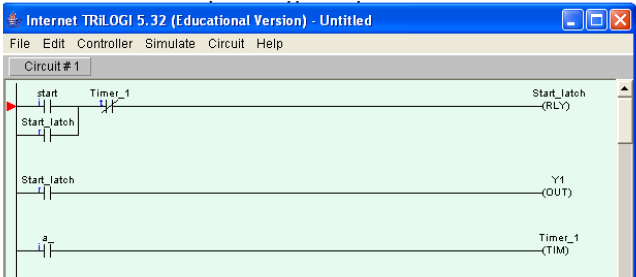 Internet TRiLOGI 5.32 (Educational Version) - Untitled
File Edit Controller Simulate Circuit Help
Circuit # 1
start Timer_1 Start_latch
i t (RLY)
Start_latch
r
Start_latch Y1
r (OUT)
a_ Timer_1
i (TIM)